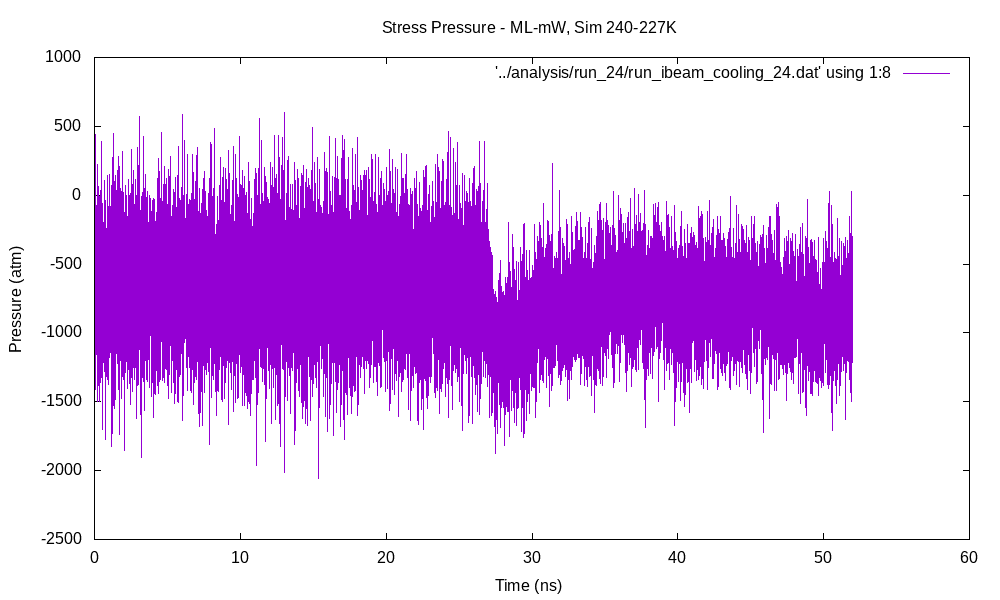 Stress Pressure - ML-mW, Sim 240-227K
'../analysis/run_24/run_ibeam_cooling_24.dat' using 1:8
1000
500
0
-500
-1000
-1500
-2000
-2500
Pressure (atm)
0 10 20 30 40 50 60
Time (ns)